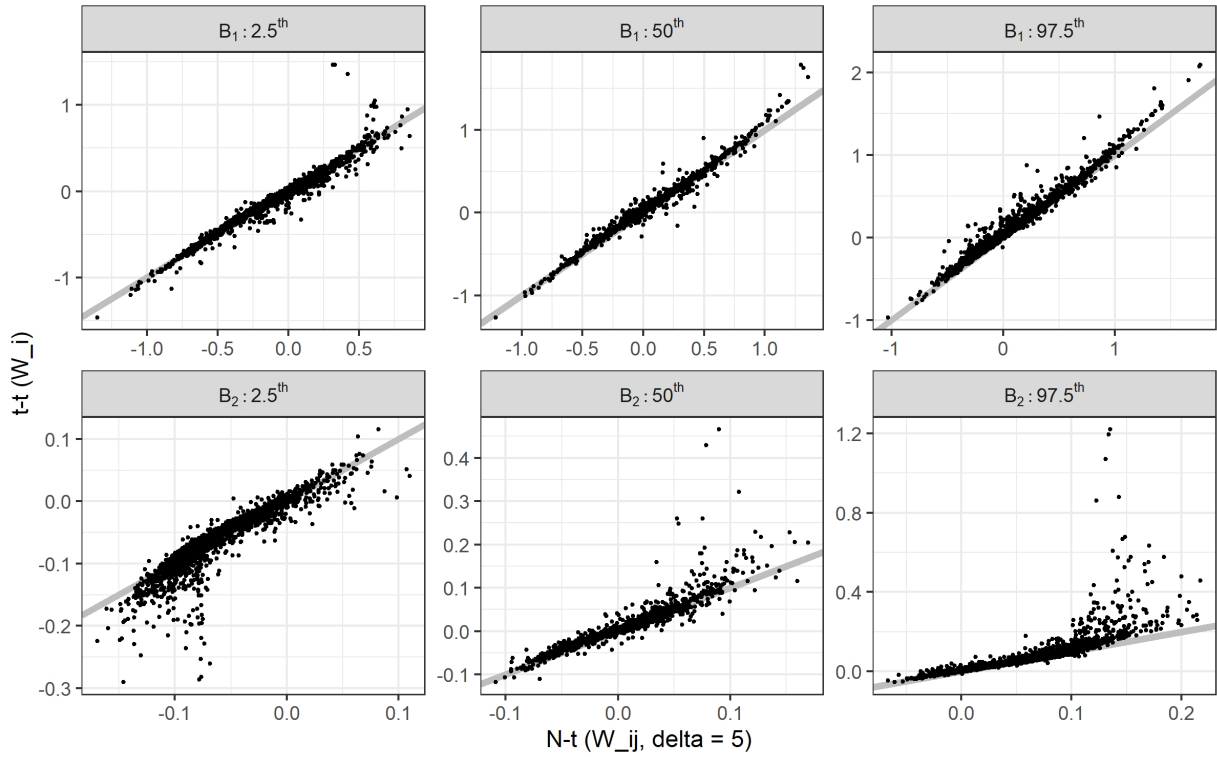 B₁ : 2.5ᵗʰ
B₁ : 50ᵗʰ
B₁ : 97.5ᵗʰ
1
0
-1
-1.0 -0.5 0.0 0.5
1
0
-1
-1.0 -0.5 0.0 0.5 1.0
2
1
0
-1
-1 0 1
t-t (W_i)
B₂ : 2.5ᵗʰ
B₂ : 50ᵗʰ
B₂ : 97.5ᵗʰ
0.1
0.0
-0.1
-0.2
-0.3
-0.1 0.0 0.1
0.4
0.3
0.2
0.1
0.0
-0.1
-0.1 0.0 0.1
1.2
0.8
0.4
0.0
0.0 0.1 0.2
N-t (W_ij, delta = 5)